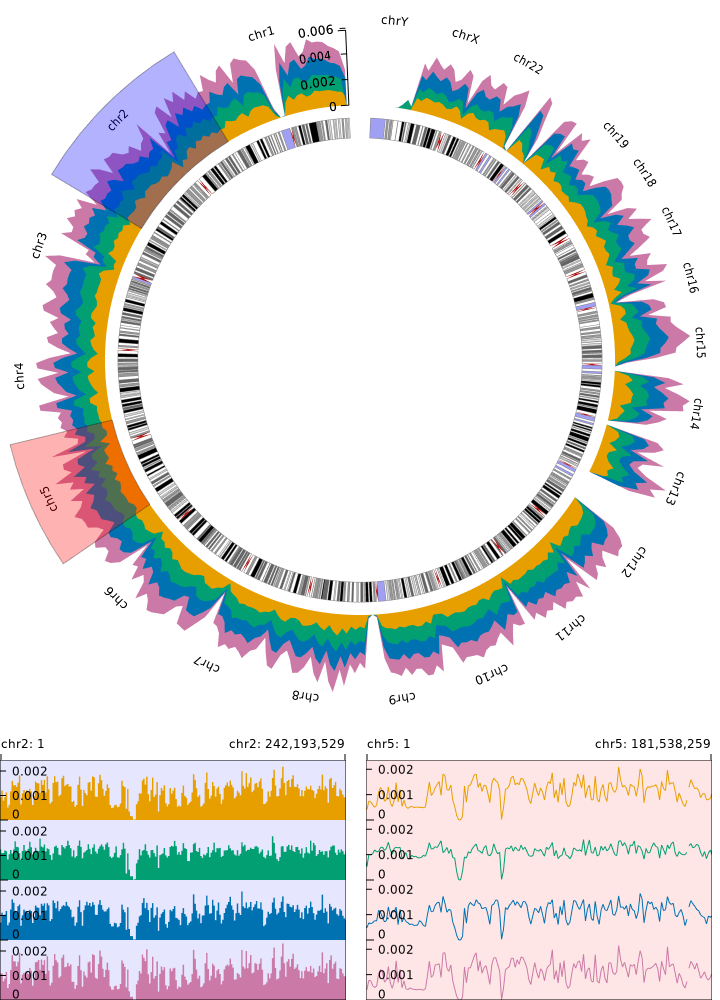 chrY
chr1
0.006
0.004
0.002
0
chrX
chr22
chr2
chr19
chr18
chr17
chr3
chr16
chr15
chr4
chr14
chr5
chr13
chr12
chr6
chr11
chr7
chr10
chr8
chr9
chr2: 1
chr2: 242,193,529
chr5: 1
chr5: 181,538,259
0.002
0.001
0
0.002
0.001
0
0.002
0.001
0
0.002
0.001
0
0.002
0.001
0
0.002
0.001
0
0.002
0.001
0
0.002
0.001
0